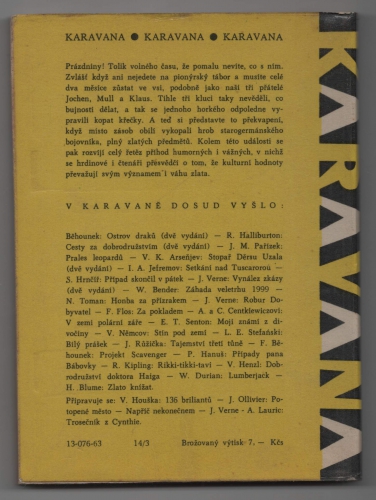 KARAVANA ● KARAVANA ● KARAVANA
Prázdniny! Tolik volného času, že pomalu nevíte, co s ním.
Zvlášť když ani nejedete na pionýrský tábor a musíte celé
dva měsíce zůstat ve vsi, podobně jako naši tři přátelé
Jochen, Mull a Klaus. Tihle tři kluci taky nevěděli, co
bujností dělat, a tak se jednoho horkého odpoledne vy-
pravili kopat křečky. A teď si představte to překvapení,
když místo zásob obilí vykopali hrob starogermánského
bojovníka, plný zlatých předmětů. Kolem této události se
pak rozvíjí celý řetěz příhod humorných i vážných, v nichž
se hrdinové i čtenáři přesvědčí o tom, že kulturní hodnoty
převažují svým významem i váhu zlata.
V KARAVANĚ DOSUD VYŠLO:
Běhounek: Ostrov draků (dvě vydání) — R. Halliburton:
Cesty za dobrodružstvím (dvě vydání) — J. M. Pařízek:
Prales leopardů — V. K. Arseňjev: Stopař Děrsu Uzala
(dvě vydání) — I. A. Jefremov: Setkání nad Tuscarorou —
S. Hrnčíř: Případ skončil v pátek — J. Verne: Vynález zkázy
(dvě vydání) — W. Bender: Záhada veletrhu 1999 —
N. Toman: Honba za přízrakem — J. Verne: Robur Do-
byvatel — F. Flos: Za pokladem — A. a C. Centkiewiczovi:
V zemi polární záře — E. T. Senton: Moji známí z di-
vočiny — V. Němcov: Stín pod zemí — L. E. Stefański:
Bílý prášek — J. Růžička: Tajemství třetí tůně — F. Bě-
hounek: Projekt Scavenger — P. Hanuš: Případy pana
Bábovky — R. Kipling: Rikki-tikki-tavi — V. Henzl: Dob-
rodružství doktora Haiga — W. Durian: Lumberjack —
H. Blume: Zlato knížat.
Připravuje se: V. Houška: 136 briliantů — J. Ollivier: Po-
topené město — Napříč nekonečnem — J. Verne - A. Lauric:
Trosečník z Cynthie.
13-076-63 14/3 Brožovaný výtisk 7.— Kčs
KARAVANA